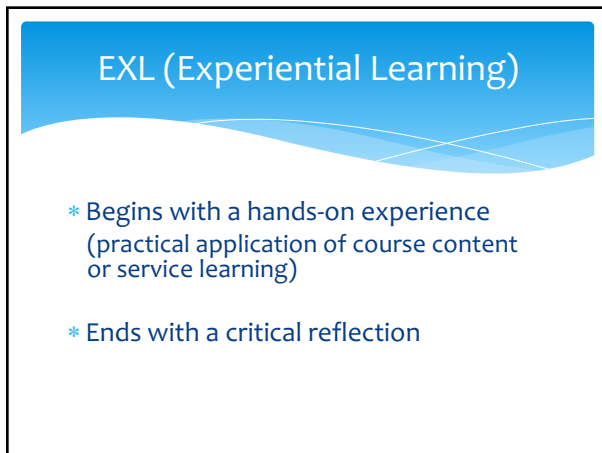 EXL (Experiential Learning)
* Begins with a hands-on experience
(practical application of course content
or service learning)
* Ends with a critical reflection